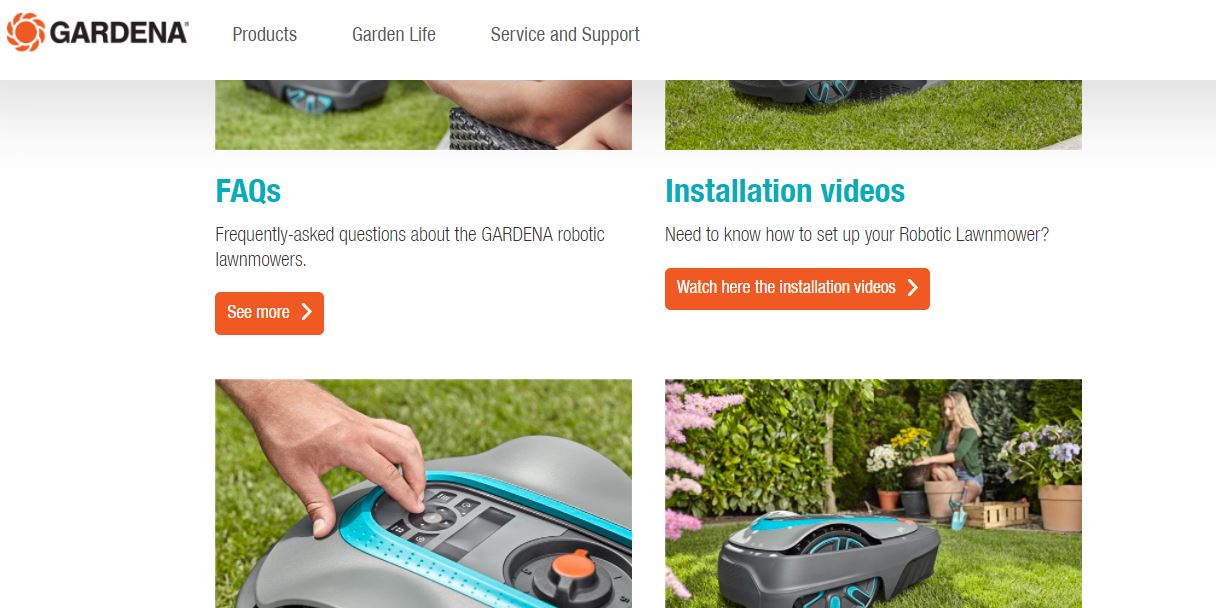 GARDENA
Products
Garden Life
Service and Support
FAQs
Frequently-asked questions about the GARDENA robotic
lawnmowers.
See more
Installation videos
Need to know how to set up your Robotic Lawnmower?
Watch here the installation videos